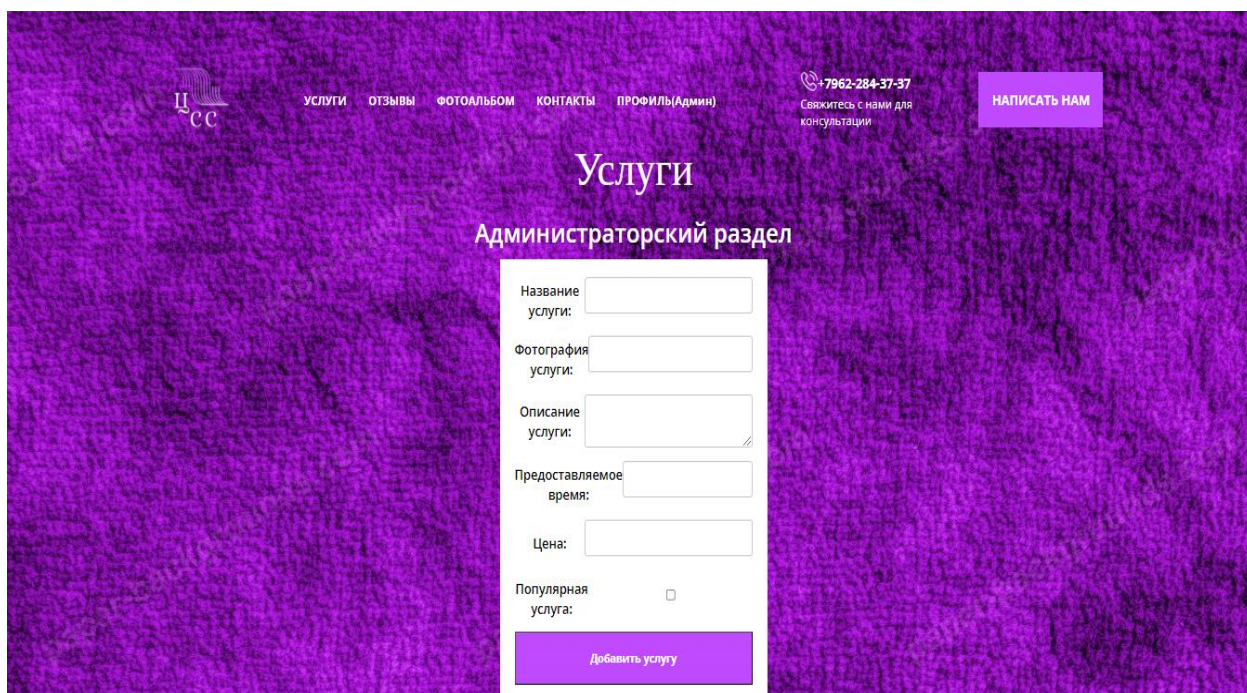 Ц
СС
УСЛУГИ ОТЗЫВЫ ФОТОАЛЬБОМ КОНТАКТЫ ПРОФИЛЬ(Админ)
+7962-284-37-37
Свяжитесь с нами для
консультации
НАПИСАТЬ НАМ
Услуги
Администраторский раздел
Название
услуги:
Фотография
услуги:
Описание
услуги:
Предоставляемое
время:
Цена:
Популярная
услуга:
Добавить услугу